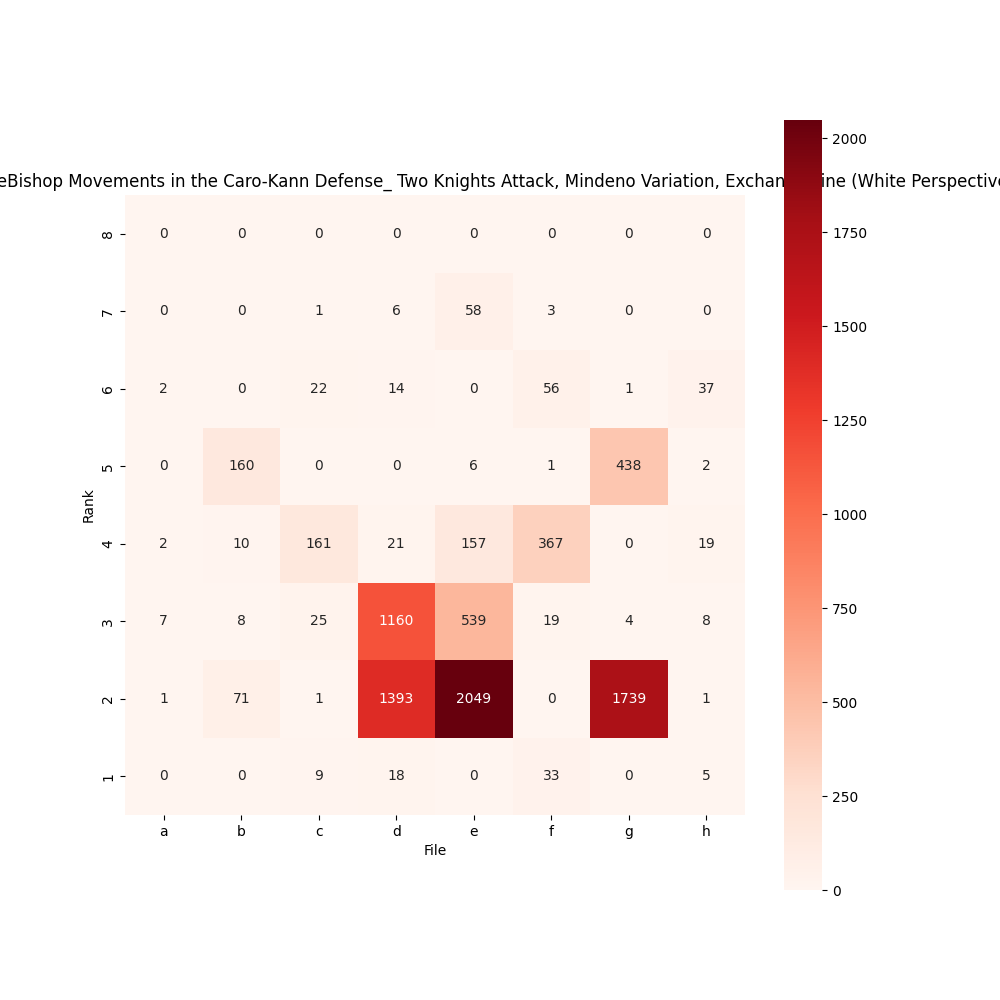 eBishop Movements in the Caro-Kann Defense_ Two Knights Attack, Mindeno Variation, Exchan ine (White Perspective
8 0 0 0 0 0 0 0 0
7 0 0 1 6 58 3 0 0
6 2 0 22 14 0 56 1 37
5 0 160 0 0 6 1 438 2
4 2 10 161 21 157 367 0 19
3 7 8 25 1160 539 19 4 8
2 1 71 1 1393 2049 0 1739 1
1 0 0 9 18 0 33 0 5
a b c d e f g h
File
Rank
2000
1750
1500
1250
1000
750
500
250
0